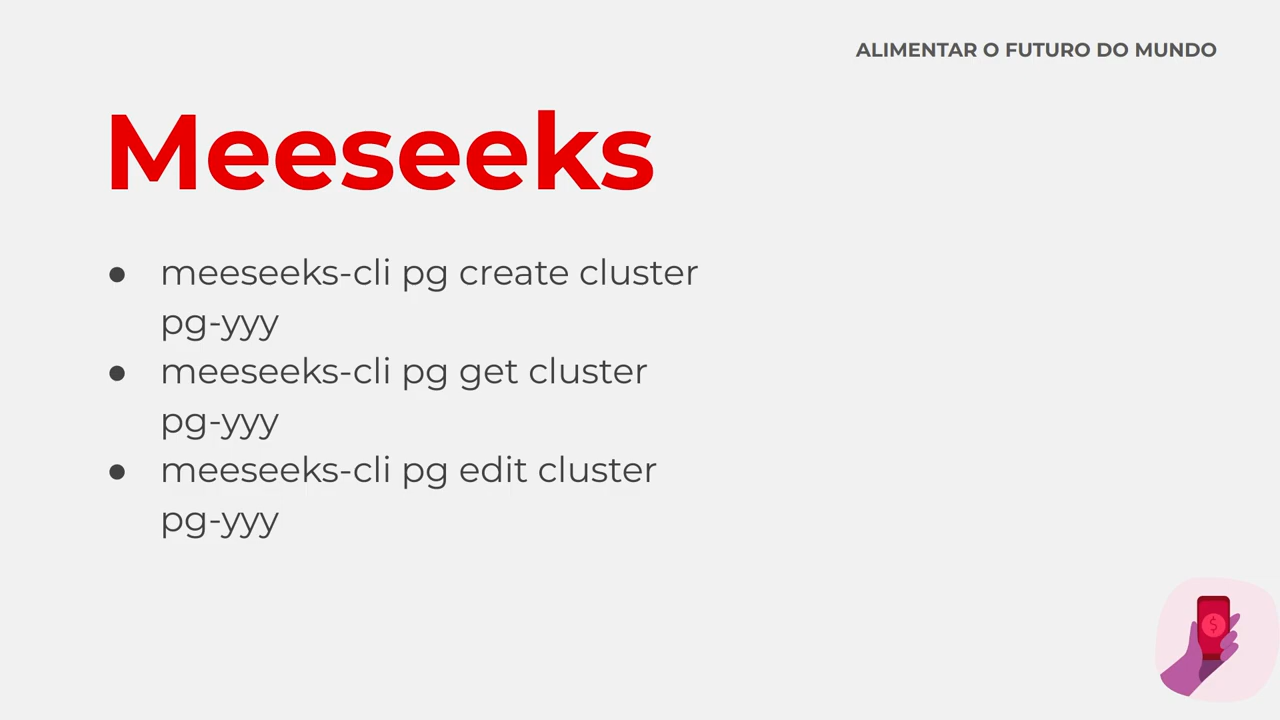 ALIMENTAR O FUTURO DO MUNDO
Meeseeks
● meeseeks-cli pg create cluster
pg-yyy
● meeseeks-cli pg get cluster
pg-yyy
● meeseeks-cli pg edit cluster
pg-yyy
$